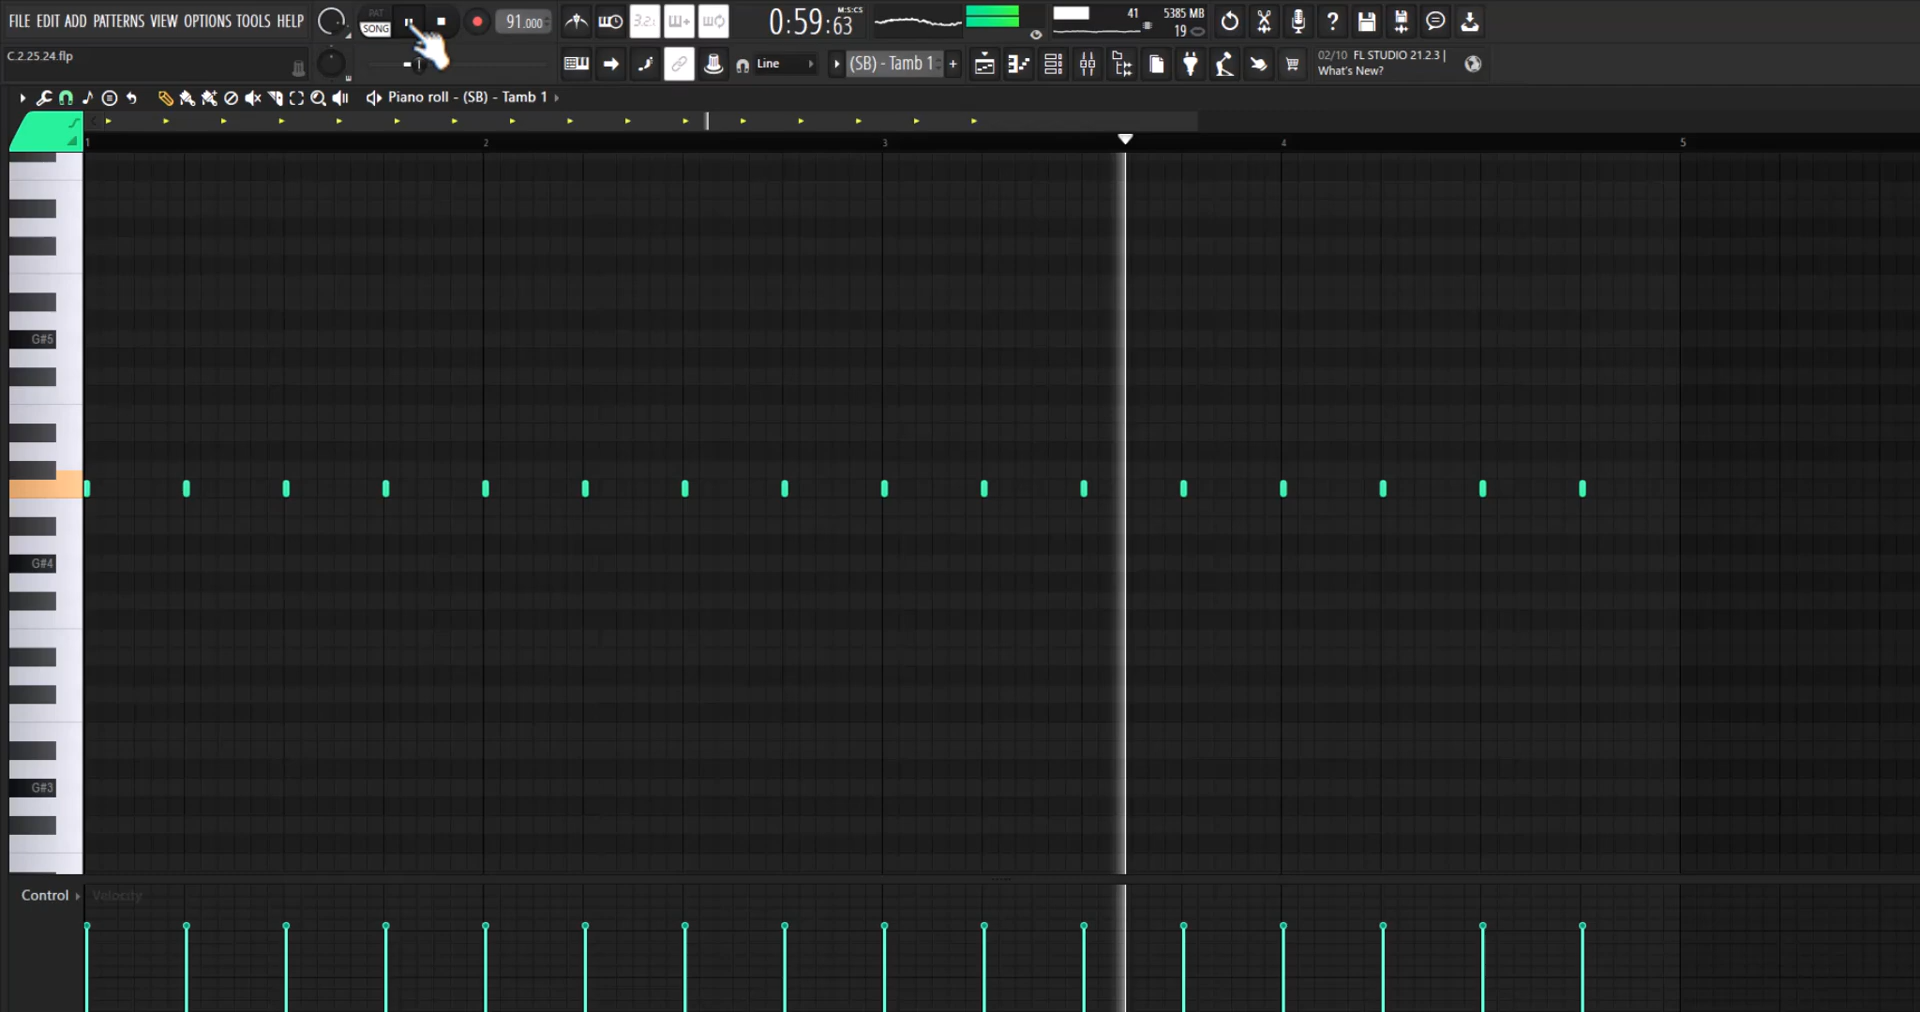 FILE EDIT ADD PATTERNS VIEW OPTIONS TOOLS HELP
PAT
SONG
91.000
3 2 :
0:59:63
M:S:CS
41
5385 MB
19
C.2.25.24.flp
Line
(SB) - Tamb 1
02/10 FL STUDIO 21.2.3 |
What's New?
Piano roll - (SB) - Tamb 1
1 2 3 4 5
G#5
G#4
G#3
Control
Velocity